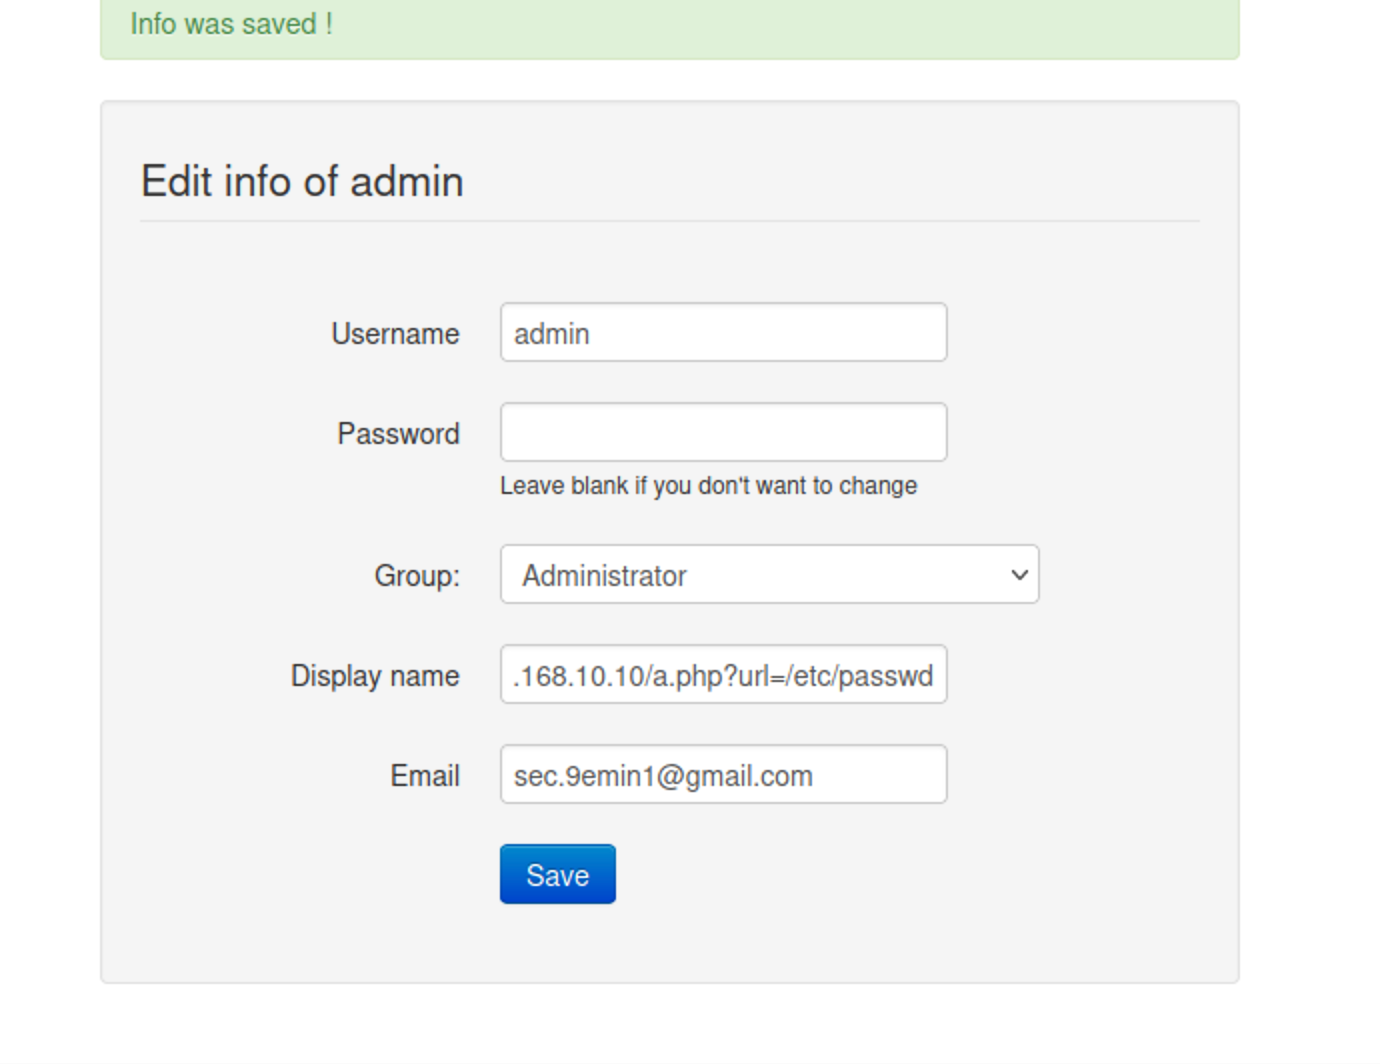 Info was saved !
Edit info of admin
Username
admin
Password
Leave blank if you don't want to change
Group:
Administrator
Display name
.168.10.10/a.php?url=/etc/passwd
Email
sec.9emin1@gmail.com
Save